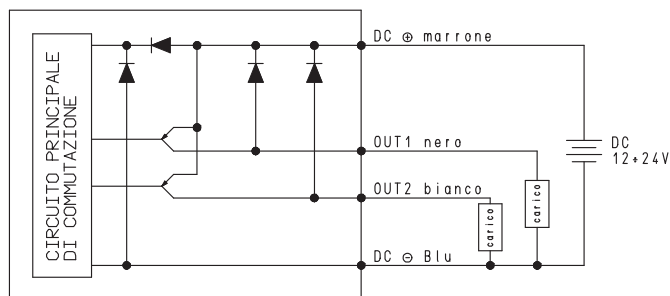 CIRCUITO PRINCIPALE
DI COMMUTAZIONE
DC ⊕ marrone
OUT1 nero
OUT2 bianco
DC ⊖ Blu
carico
carico
DC
12÷24V